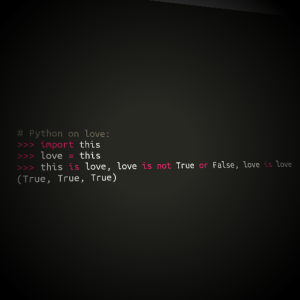 # Python on love:
>>> import this
>>> love = this
>>> this is love, love is not True or False, love is love
(True, True, True)